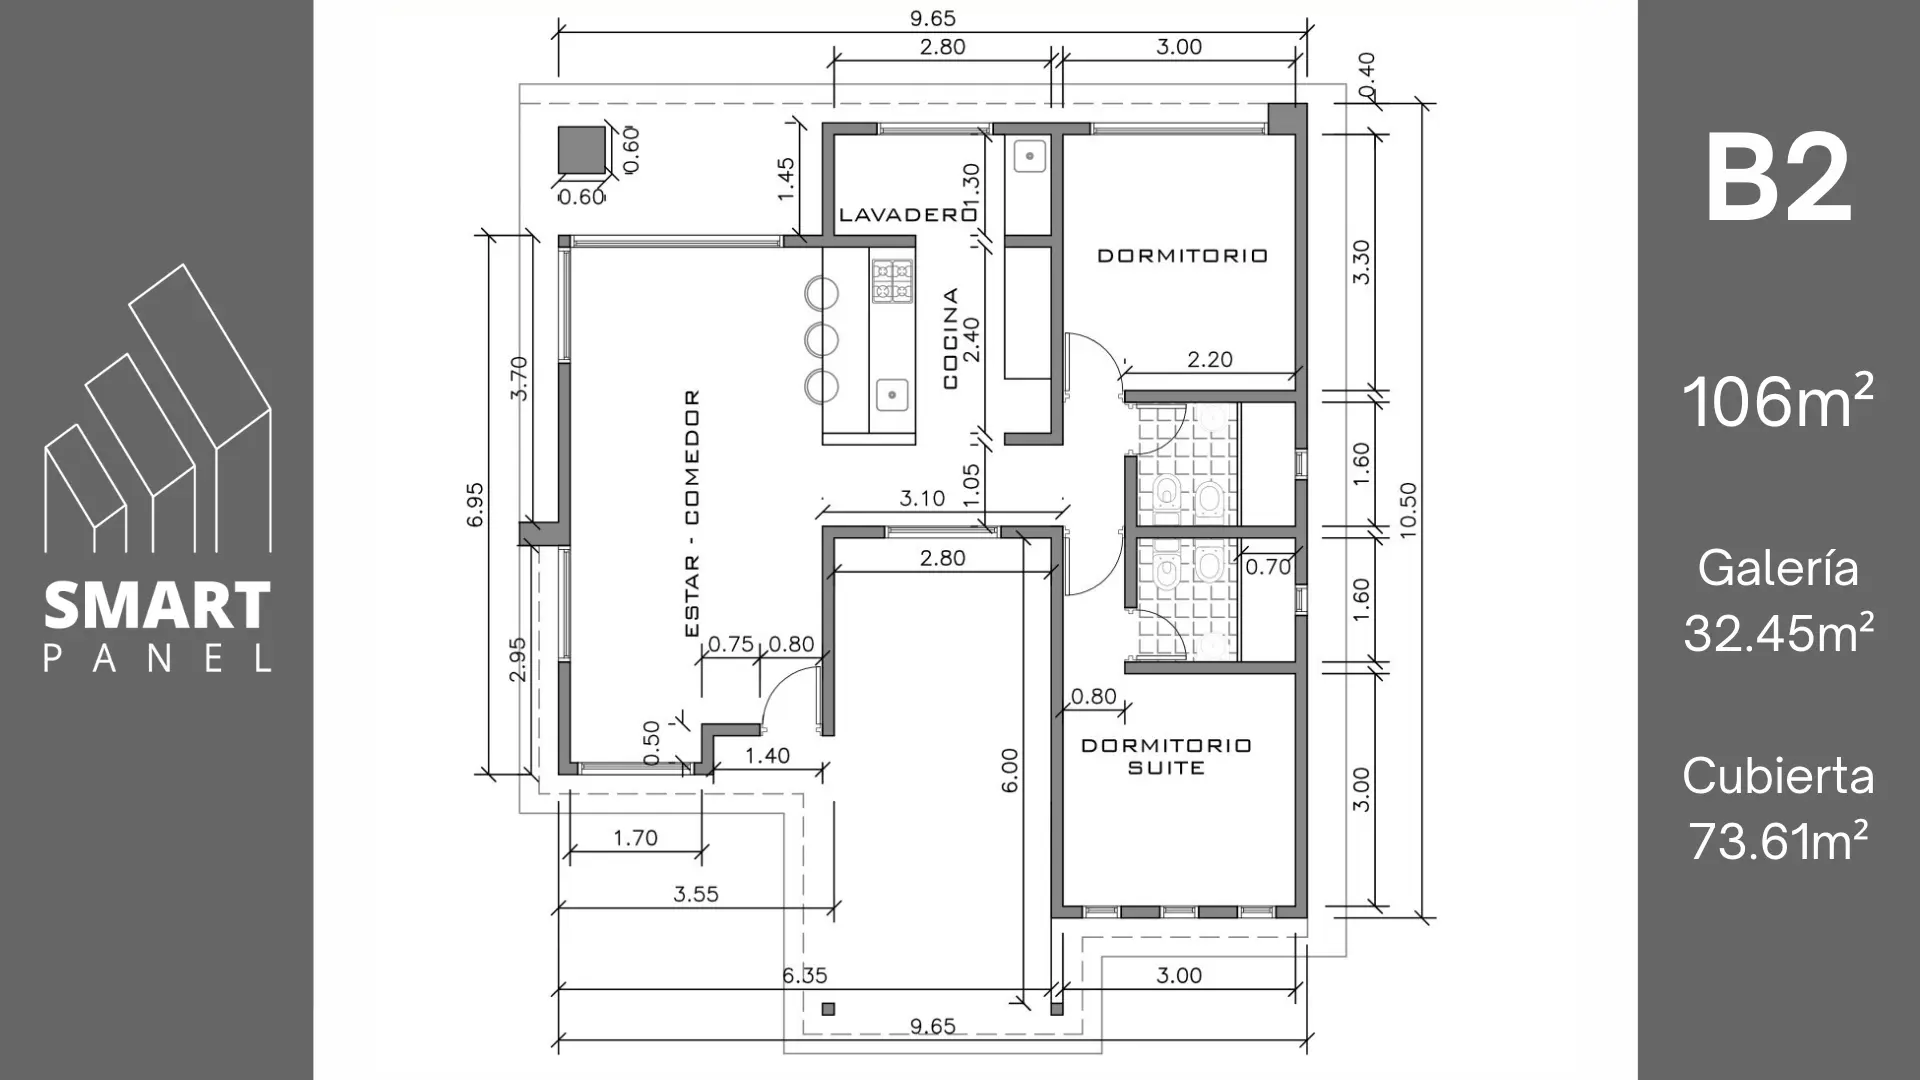 SMART
PANEL
9.65
2.80
3.00
0.40
0.60
0.60
1.45
1.30
LAVADERO
DORMITORIO
3.30
COCINA
2.40
2.20
3.70
ESTAR - COMEDOR
6.95
1.05
3.10
1.60
10.50
2.80
0.70
1.60
2.95
0.75
0.80
0.80
0.50
1.40
DORMITORIO
SUITE
6.00
3.00
1.70
3.55
6.35
3.00
9.65
B2
106m²
Galería
32.45m²
Cubierta
73.61m²